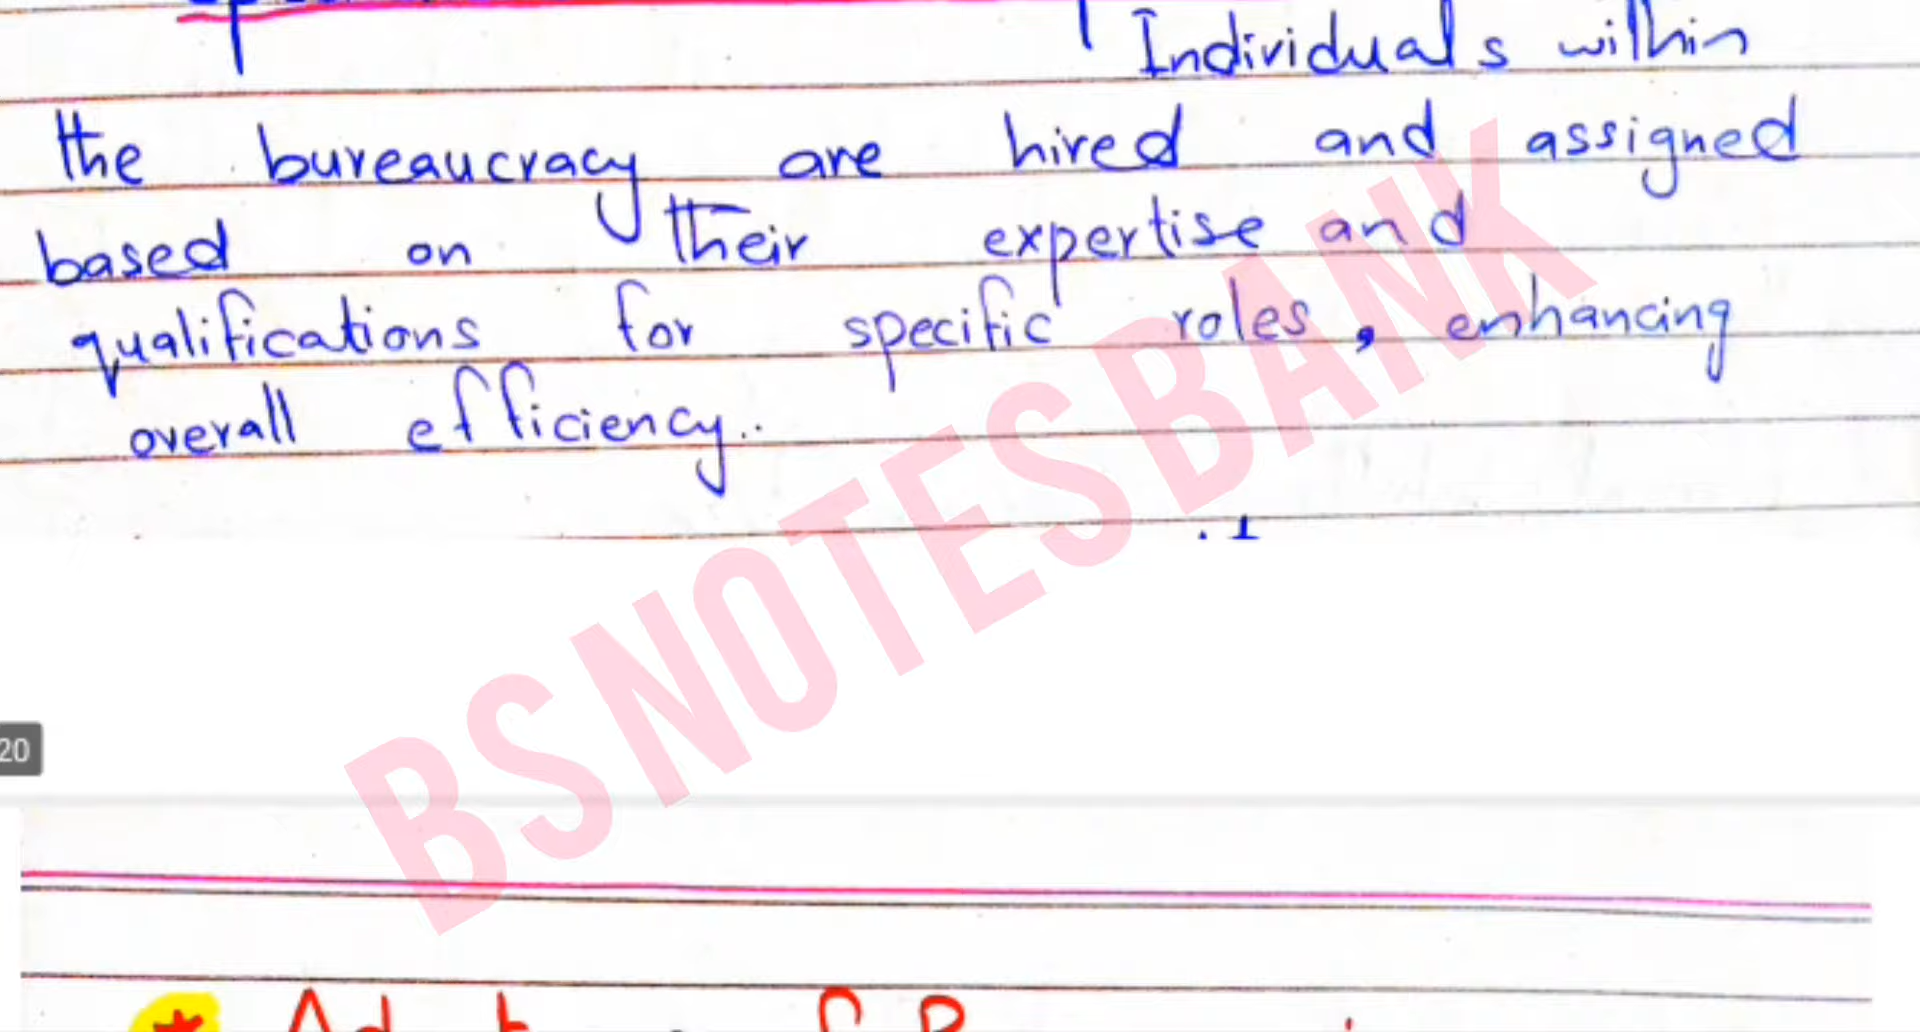 Individuals within
the bureaucracy are hired and assigned
based on their expertise and
qualifications for specific roles, enhancing
overall efficiency..
BSNOTESBANK
20